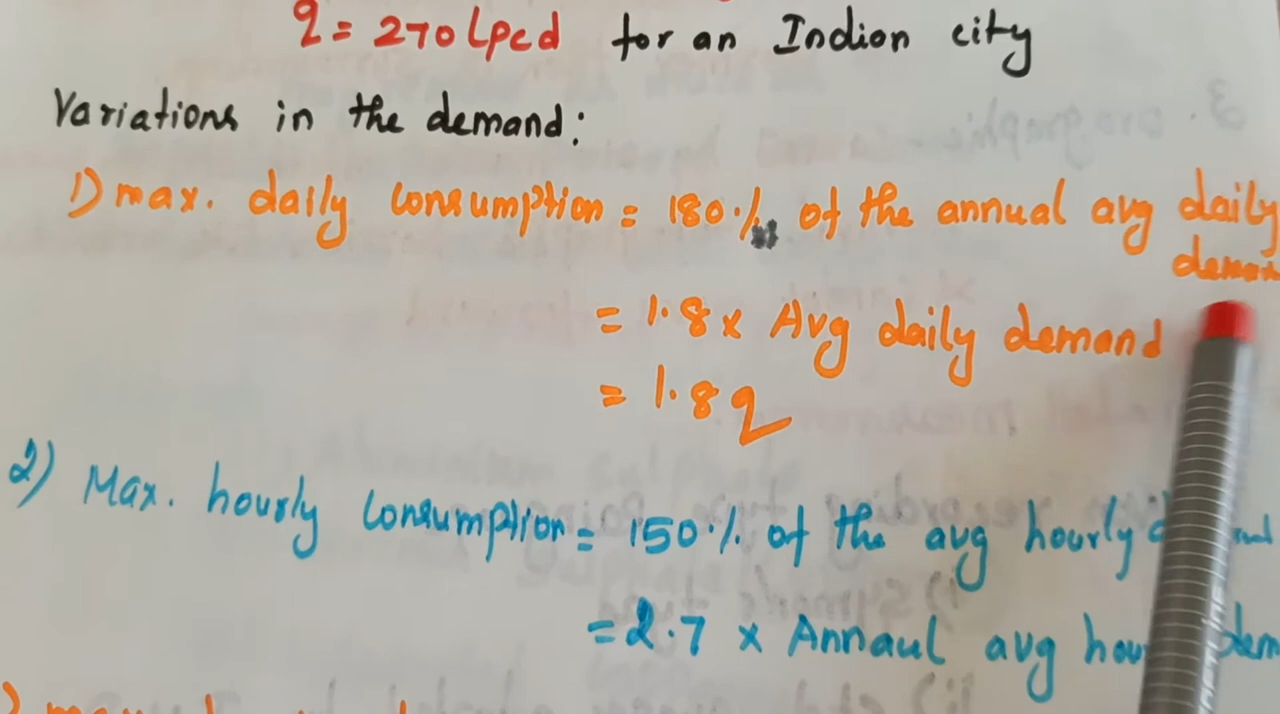 q = 270 lpcd for an Indian city
Variations in the demand:
1) max. daily consumption = 180% of the annual avg daily
= 1.8 x Avg daily demand
= 1.8 q
2) Max. hourly consumption = 150% of the avg hourly
= 2.7 x Annaul avg